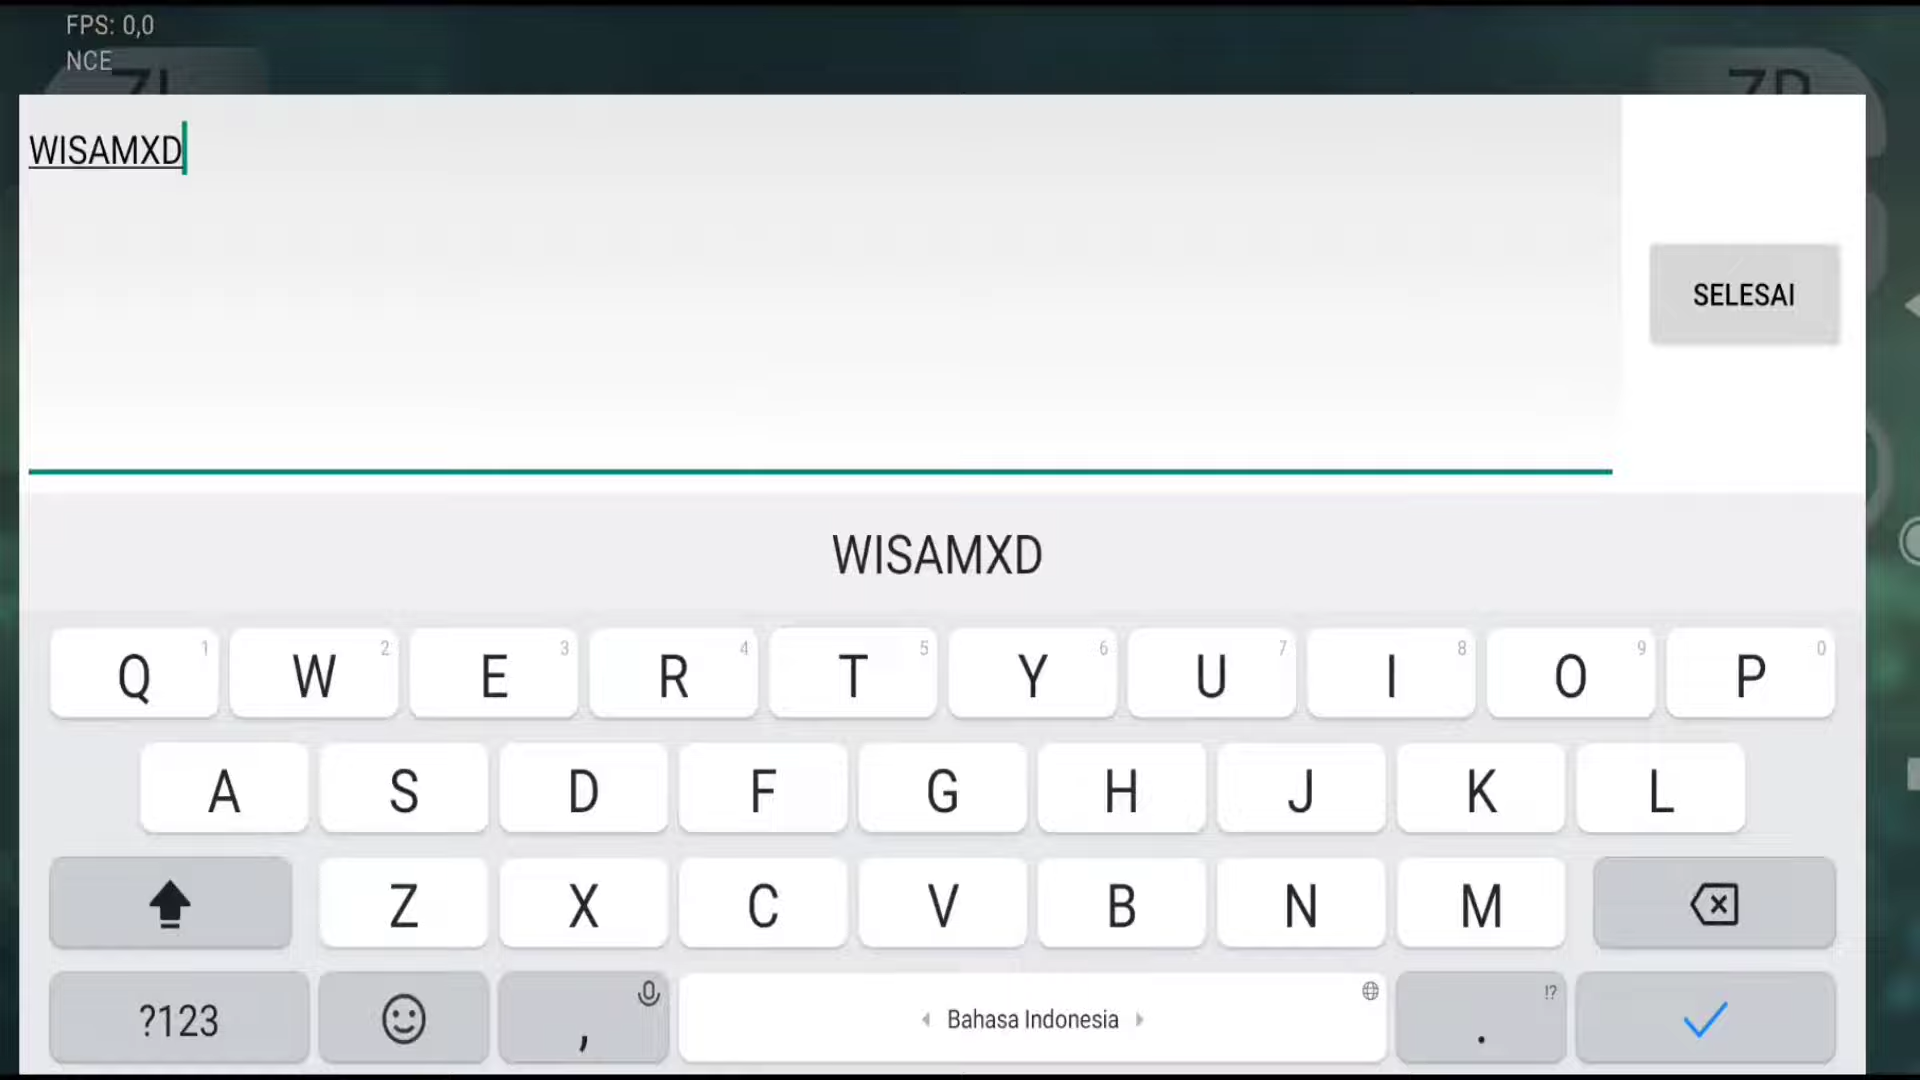 FPS: 0,0
NCE
WISAMXD
SELESAI
WISAMXD
Q 1 W 2 E 3 R 4 T 5 Y 6 U 7 I 8 O 9 P 0
A S D F G H J K L
Z X C V B N M
?123 , Bahasa Indonesia . !?